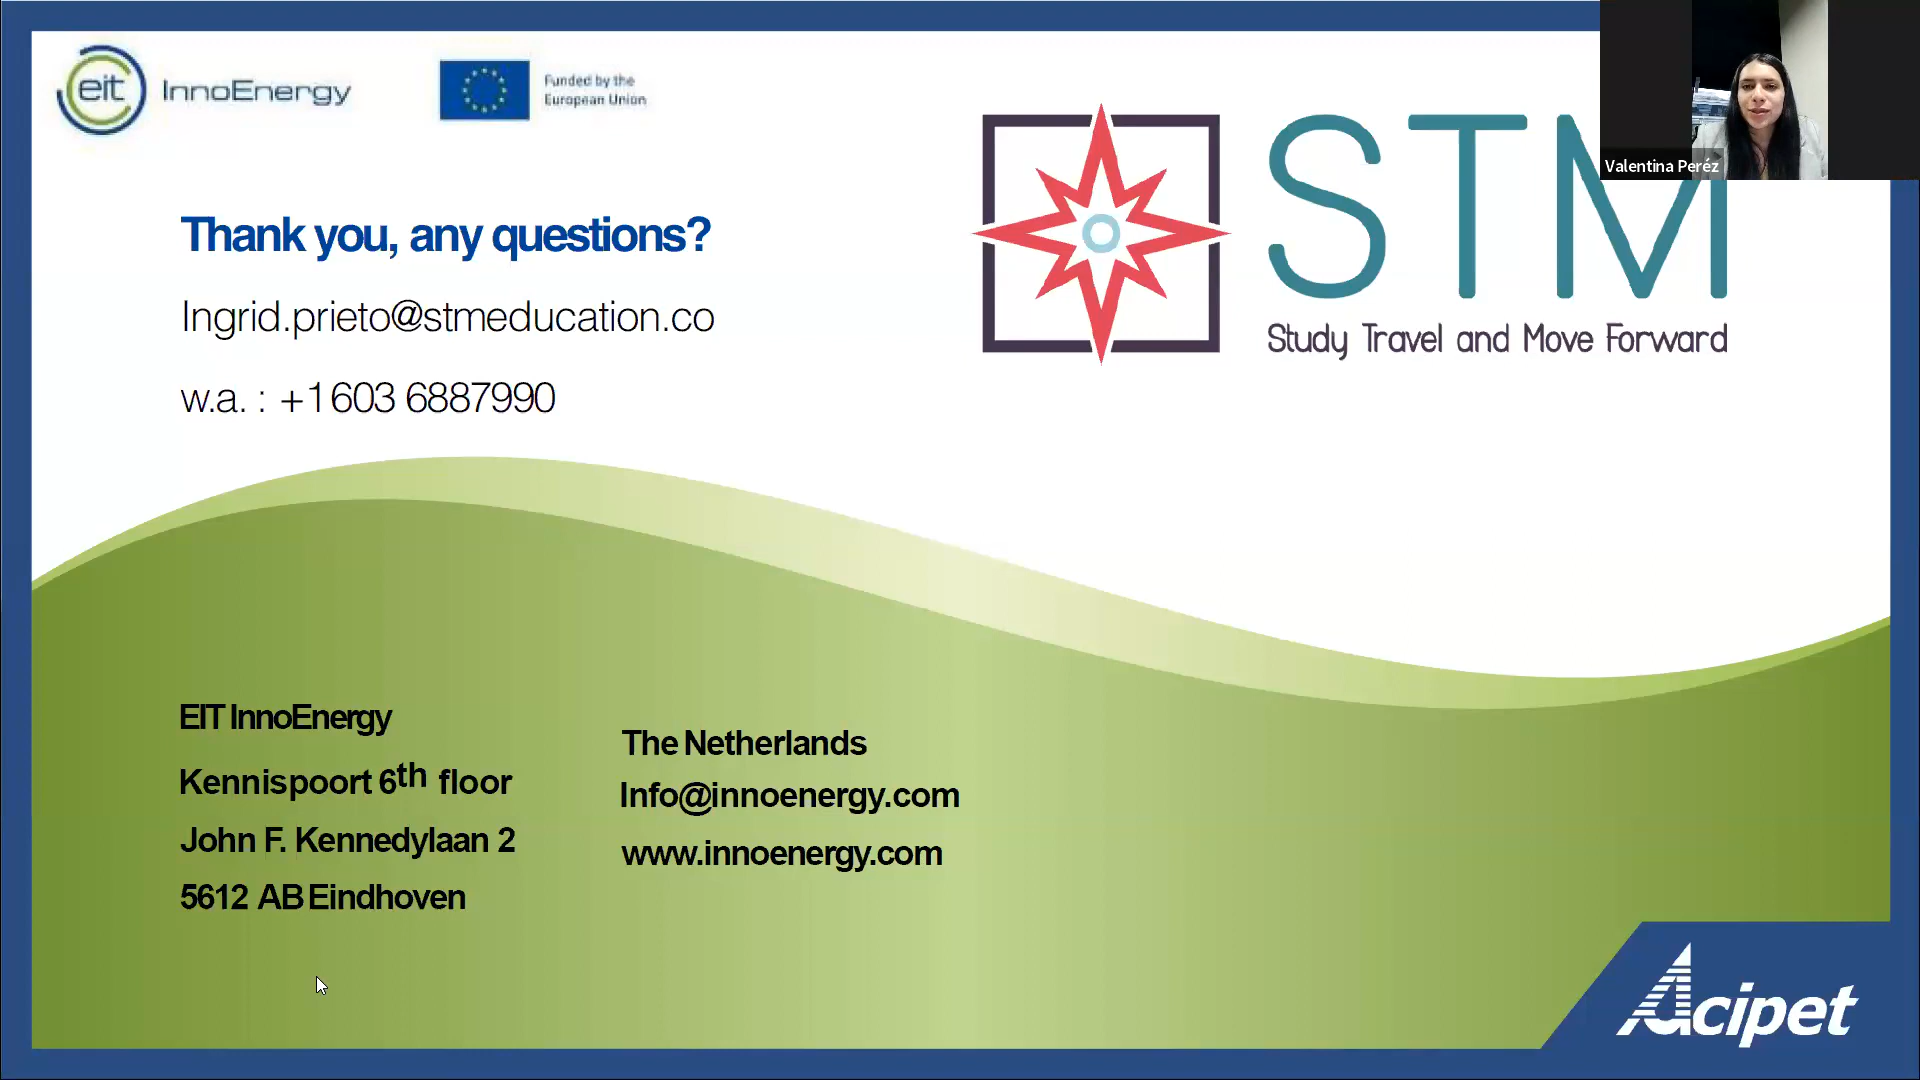 eit InnoEnergy
Funded by the
European Union
STM
Study Travel and Move Forward
Valentina Peréz
Thank you, any questions?
Ingrid.prieto@stmeducation.co
w.a. : +1 603 6887990
EIT InnoEnergy
Kennispoort 6th floor
John F. Kennedylaan 2
5612 AB Eindhoven
The Netherlands
Info@innoenergy.com
www.innoenergy.com
Acipet